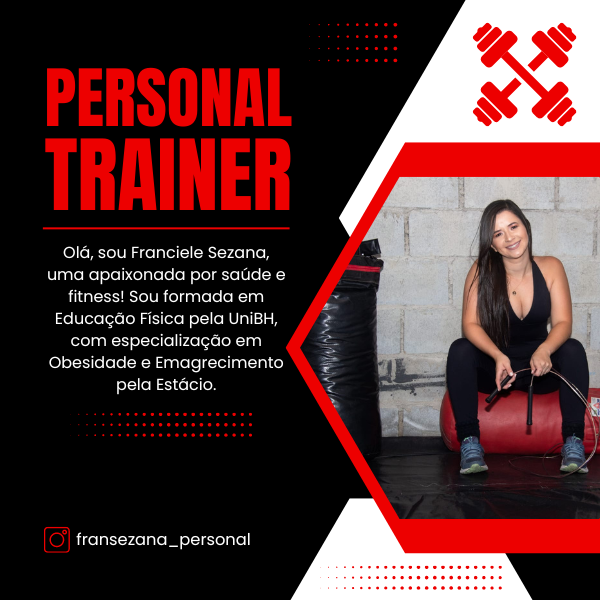 PERSONAL
TRAINER
Olá, sou Franciele Sezana,
uma apaixonada por saúde e
fitness! Sou formada em
Educação Física pela UniBH,
com especialização em
Obesidade e Emagrecimento
pela Estácio.
fransezana_personal